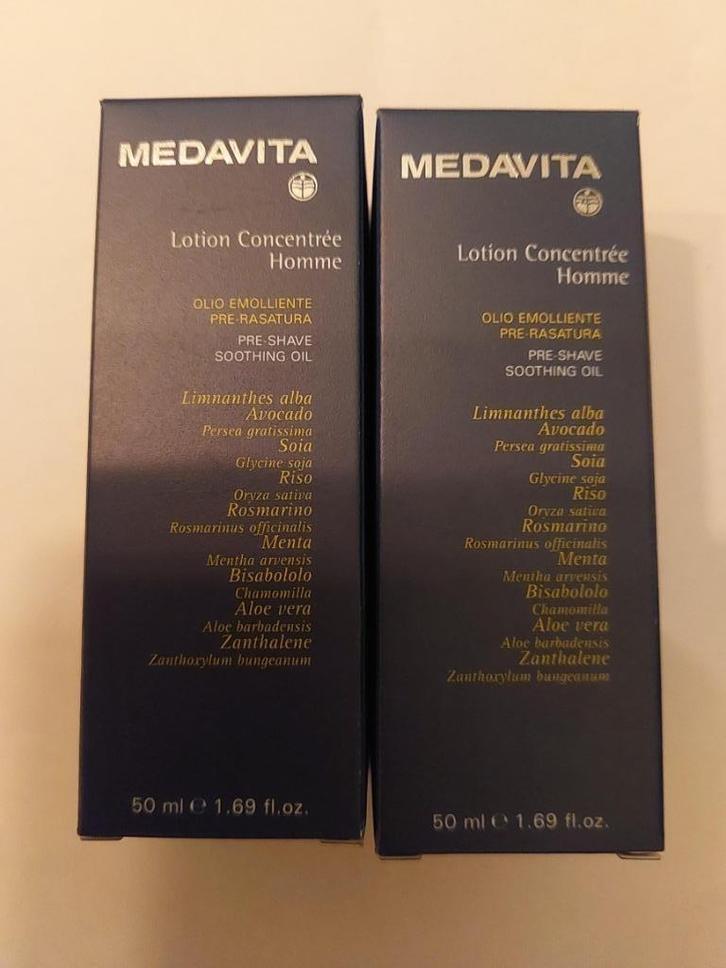 MEDAVITA
Lotion Concentrée
Homme
OLIO EMOLLIENTE
PRE-RASATURA
PRE-SHAVE
SOOTHING OIL
Limnanthes alba
Avocado
Persea gratissima
Soia
Glycine soja
Riso
Oryza sativa
Rosmarino
Rosmarinus officinalis
Menta
Mentha arvensis
Bisabololo
Chamomilla
Aloe vera
Aloe barbadensis
Zanthalene
Zanthoxylum bungeanum
50 ml ℮ 1.69 fl.oz.
MEDAVITA
Lotion Concentrée
Homme
OLIO EMOLLIENTE
PRE-RASATURA
PRE-SHAVE
SOOTHING OIL
Limnanthes alba
Avocado
Persea gratissima
Soia
Glycine soja
Riso
Oryza sativa
Rosmarino
Rosmarinus officinalis
Menta
Mentha arvensis
Bisabololo
Chamomilla
Aloe vera
Aloe barbadensis
Zanthalene
Zanthoxylum bungeanum
50 ml ℮ 1.69 fl.oz.